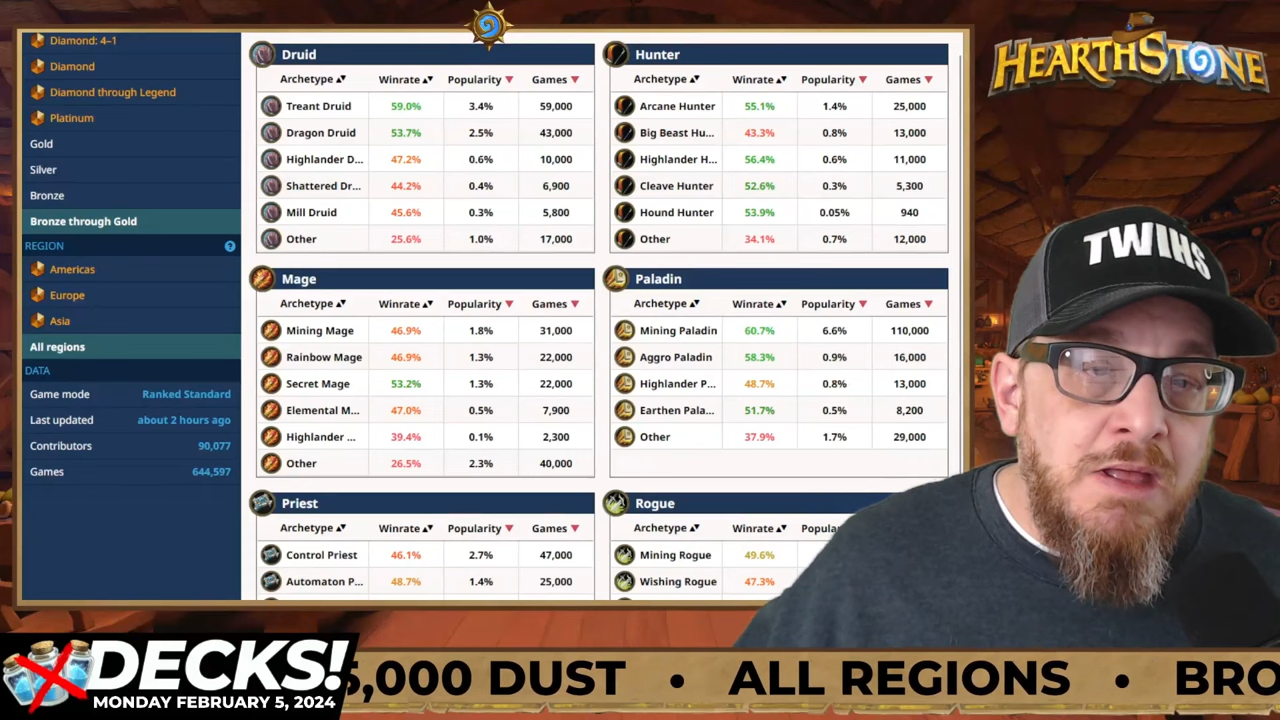 Diamond: 4–1
Diamond
Diamond through Legend
Platinum
Gold
Silver
Bronze
Bronze through Gold
REGION
?
Americas
Europe
Asia
All regions
DATA
Game mode Ranked Standard
Last updated about 2 hours ago
Contributors 90,077
Games 644,597
Druid
Archetype Winrate Popularity Games
Treant Druid 59.0% 3.4% 59,000
Dragon Druid 53.7% 2.5% 43,000
Highlander D... 47.2% 0.6% 10,000
Shattered Dr... 44.2% 0.4% 6,900
Mill Druid 45.6% 0.3% 5,800
Other 25.6% 1.0% 17,000
Hunter
Archetype Winrate Popularity Games
Arcane Hunter 55.1% 1.4% 25,000
Big Beast Hu... 43.3% 0.8% 13,000
Highlander H... 56.4% 0.6% 11,000
Cleave Hunter 52.6% 0.3% 5,300
Hound Hunter 53.9% 0.05% 940
Other 34.1% 0.7% 12,000
Mage
Archetype Winrate Popularity Games
Mining Mage 46.9% 1.8% 31,000
Rainbow Mage 46.9% 1.3% 22,000
Secret Mage 53.2% 1.3% 22,000
Elemental M... 47.0% 0.5% 7,900
Highlander ... 39.4% 0.1% 2,300
Other 26.5% 2.3% 40,000
Paladin
Archetype Winrate Popularity Games
Mining Paladin 60.7% 6.6% 110,000
Aggro Paladin 58.3% 0.9% 16,000
Highlander P... 48.7% 0.8% 13,000
Earthen Pala... 51.7% 0.5% 8,200
Other 37.9% 1.7% 29,000
Priest
Archetype Winrate Popularity Games
Control Priest 46.1% 2.7% 47,000
Automaton P... 48.7% 1.4% 25,000
Rogue
Archetype Winrate Popula
Mining Rogue 49.6%
Wishing Rogue 47.3%
HEARTHSTONE
TWIHS
DECKS!
MONDAY FEBRUARY 5, 2024
5,000 DUST • ALL REGIONS • BRO